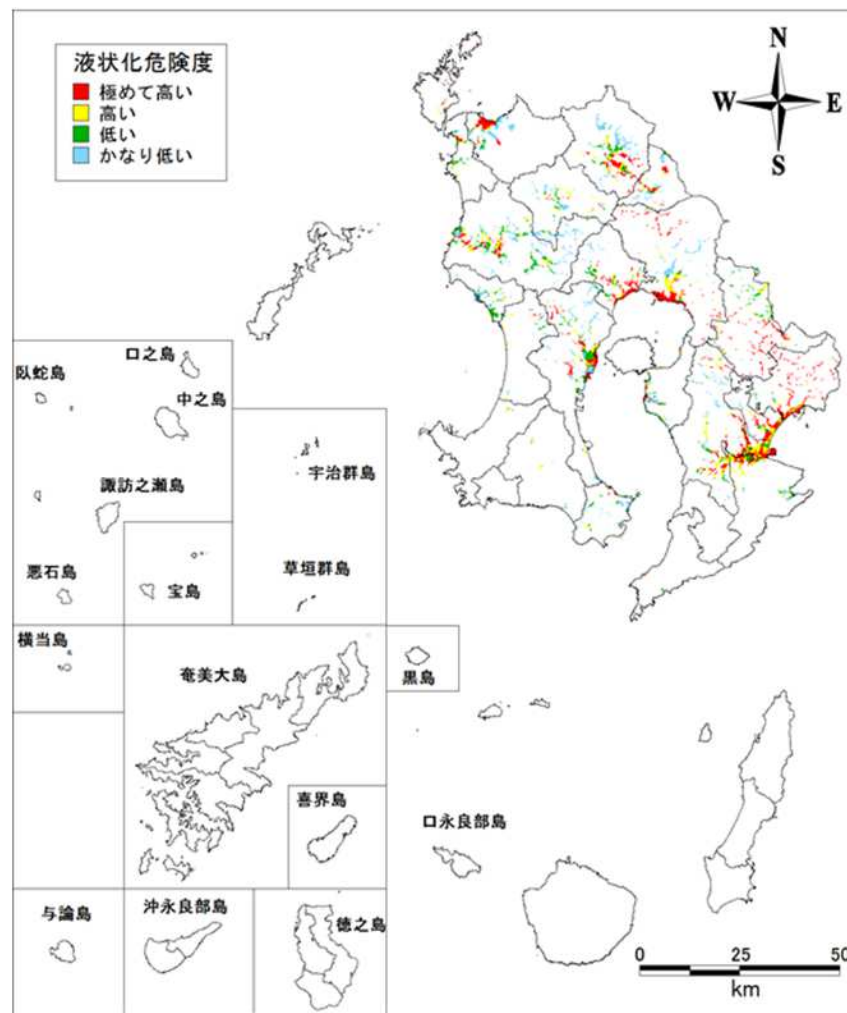 液状化危険度
極めて高い
高い
低い
かなり低い
N
W
E
S
口之島
臥蛇島
中之島
諏訪之瀬島
宇治群島
悪石島
宝島
草垣群島
横当島
奄美大島
黒島
喜界島
口永良部島
与論島
沖永良部島
徳之島
0 25 50
km